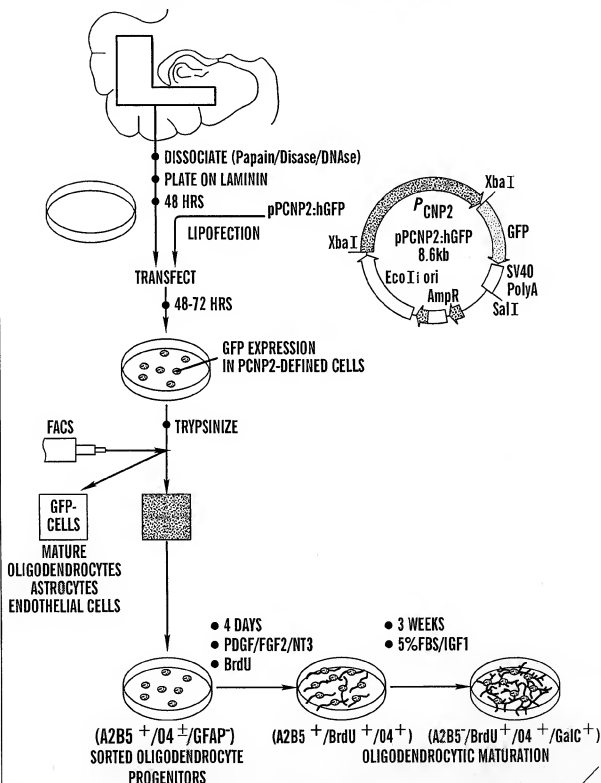 DISSOCIATE (Papain/Disase/DNAse)
PLATE ON LAMININ
48 HRS
pPCNP2:hGFP
LIPOFECTION
TRANSFECT
48-72 HRS
XbaI
PCNP2
GFP
pPCNP2:hGFP
8.6kb
XbaI
EcoIi ori
SV40
PolyA
AmpR
SalI
GFP EXPRESSION
IN PCNP2-DEFINED CELLS
FACS
TRYPSINIZE
GFP-
CELLS
MATURE
OLIGODENDROCYTES
ASTROCYTES
ENDOTHELIAL CELLS
4 DAYS
PDGF/FGF2/NT3
BrdU
3 WEEKS
5%FBS/IGF1
(A2B5 +/04 ±/GFAP-)
SORTED OLIGODENDROCYTE
PROGENITORS
(A2B5 +/BrdU +/04+)
(A2B5-/BrdU +/04 +/GalC+)
OLIGODENDROCYTIC MATURATION